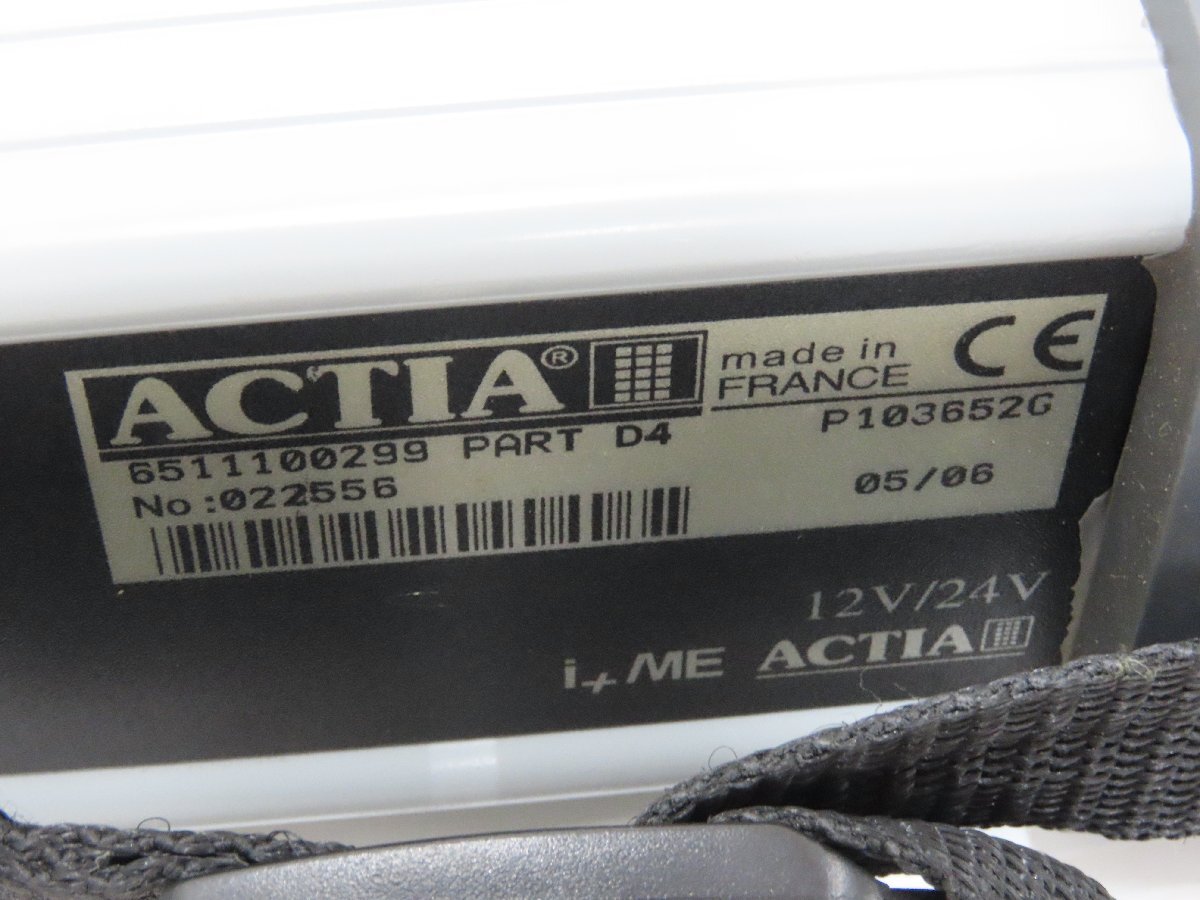 ACTIA®
made in
FRANCE
CE
6511100299 PART D4
P103652G
No:022556
05/06
12V/24V
i+ME ACTIA